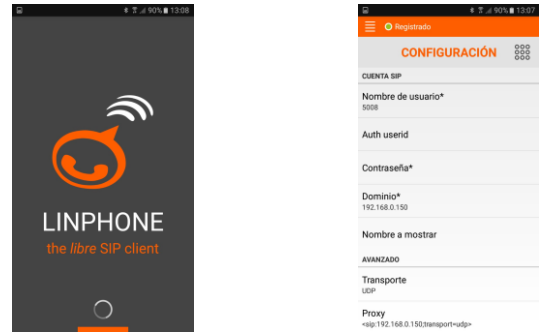 90% 13:08
LINPHONE
the libre SIP client
90% 13:07
Registrado
CONFIGURACIÓN
CUENTA SIP
Nombre de usuario*
5008
Auth userid
Contraseña*
Dominio*
192.168.0.150
Nombre a mostrar
AVANZADO
Transporte
UDP
Proxy
<sip:192.168.0.150;transport=udp>